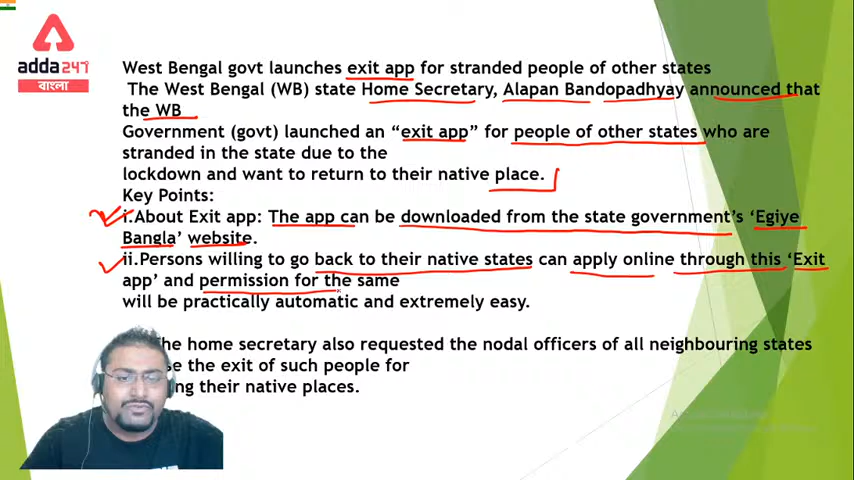 adda247
বাংলা
West Bengal govt launches exit app for stranded people of other states
The West Bengal (WB) state Home Secretary, Alapan Bandopadhyay announced that
the WB
Government (govt) launched an “exit app” for people of other states who are
stranded in the state due to the
lockdown and want to return to their native place.
Key Points:
i.About Exit app: The app can be downloaded from the state government’s ‘Egiye
Bangla’ website.
ii.Persons willing to go back to their native states can apply online through this ‘Exit
app’ and permission for the same
will be practically automatic and extremely easy.
home secretary also requested the nodal officers of all neighbouring states
the exit of such people for
their native places.